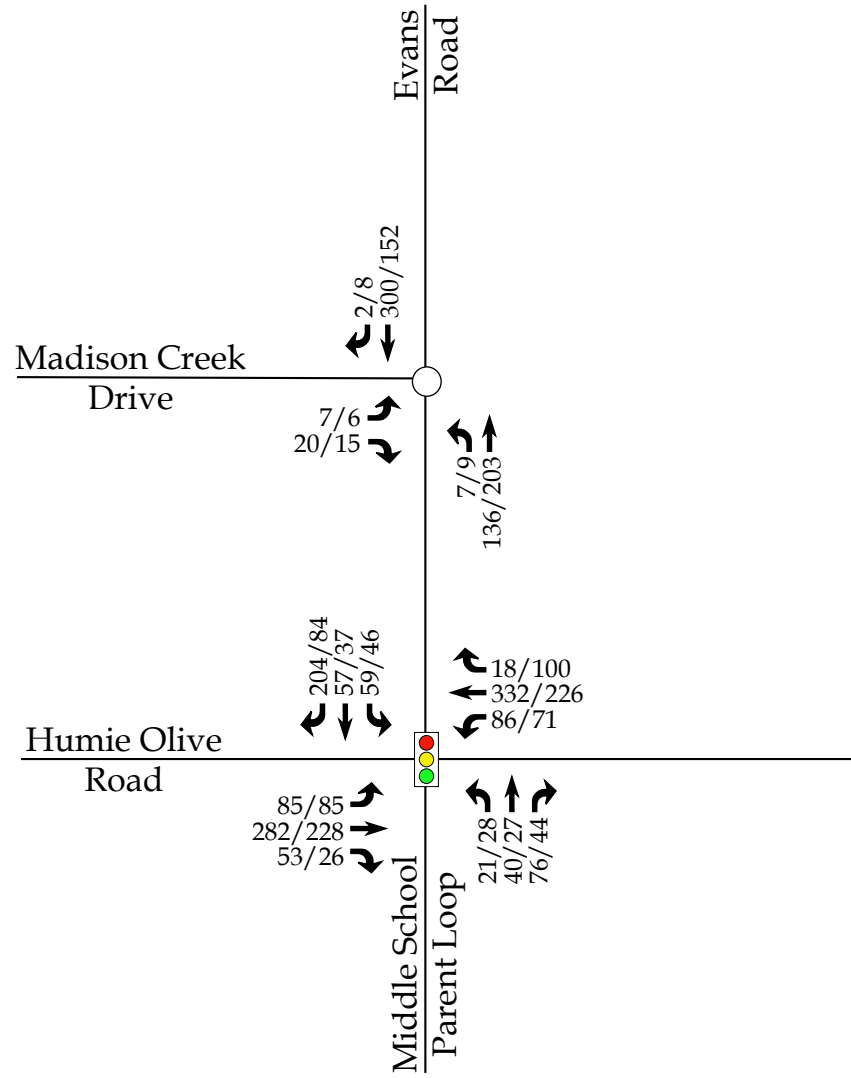 Evans
Road
2/8
300/152
Madison Creek
Drive
7/6
20/15
7/9
136/203
204/84
57/37
59/46
18/100
332/226
86/71
Humie Olive
Road
85/85
282/228
53/26
21/28
40/27
76/44
Middle School
Parent Loop